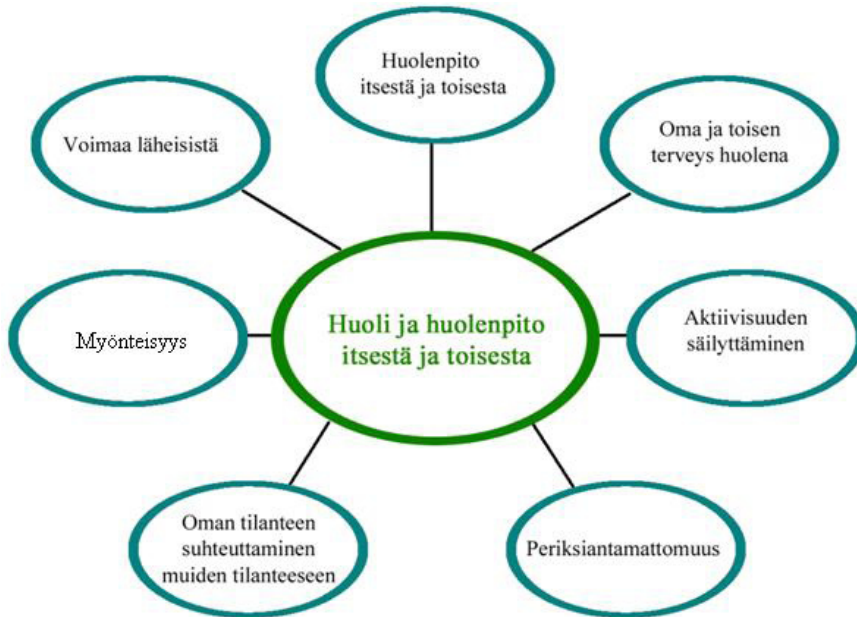 Huolenpito
itsestä ja toisesta
Voimaa läheisistä
Oma ja toisen
terveys huolena
Huoli ja huolenpito
itsestä ja toisesta
Myönteisyys
Aktiivisuuden
säilyttäminen
Oman tilanteen
suhteuttaminen
muiden tilanteeseen
Periksiantamattomuus